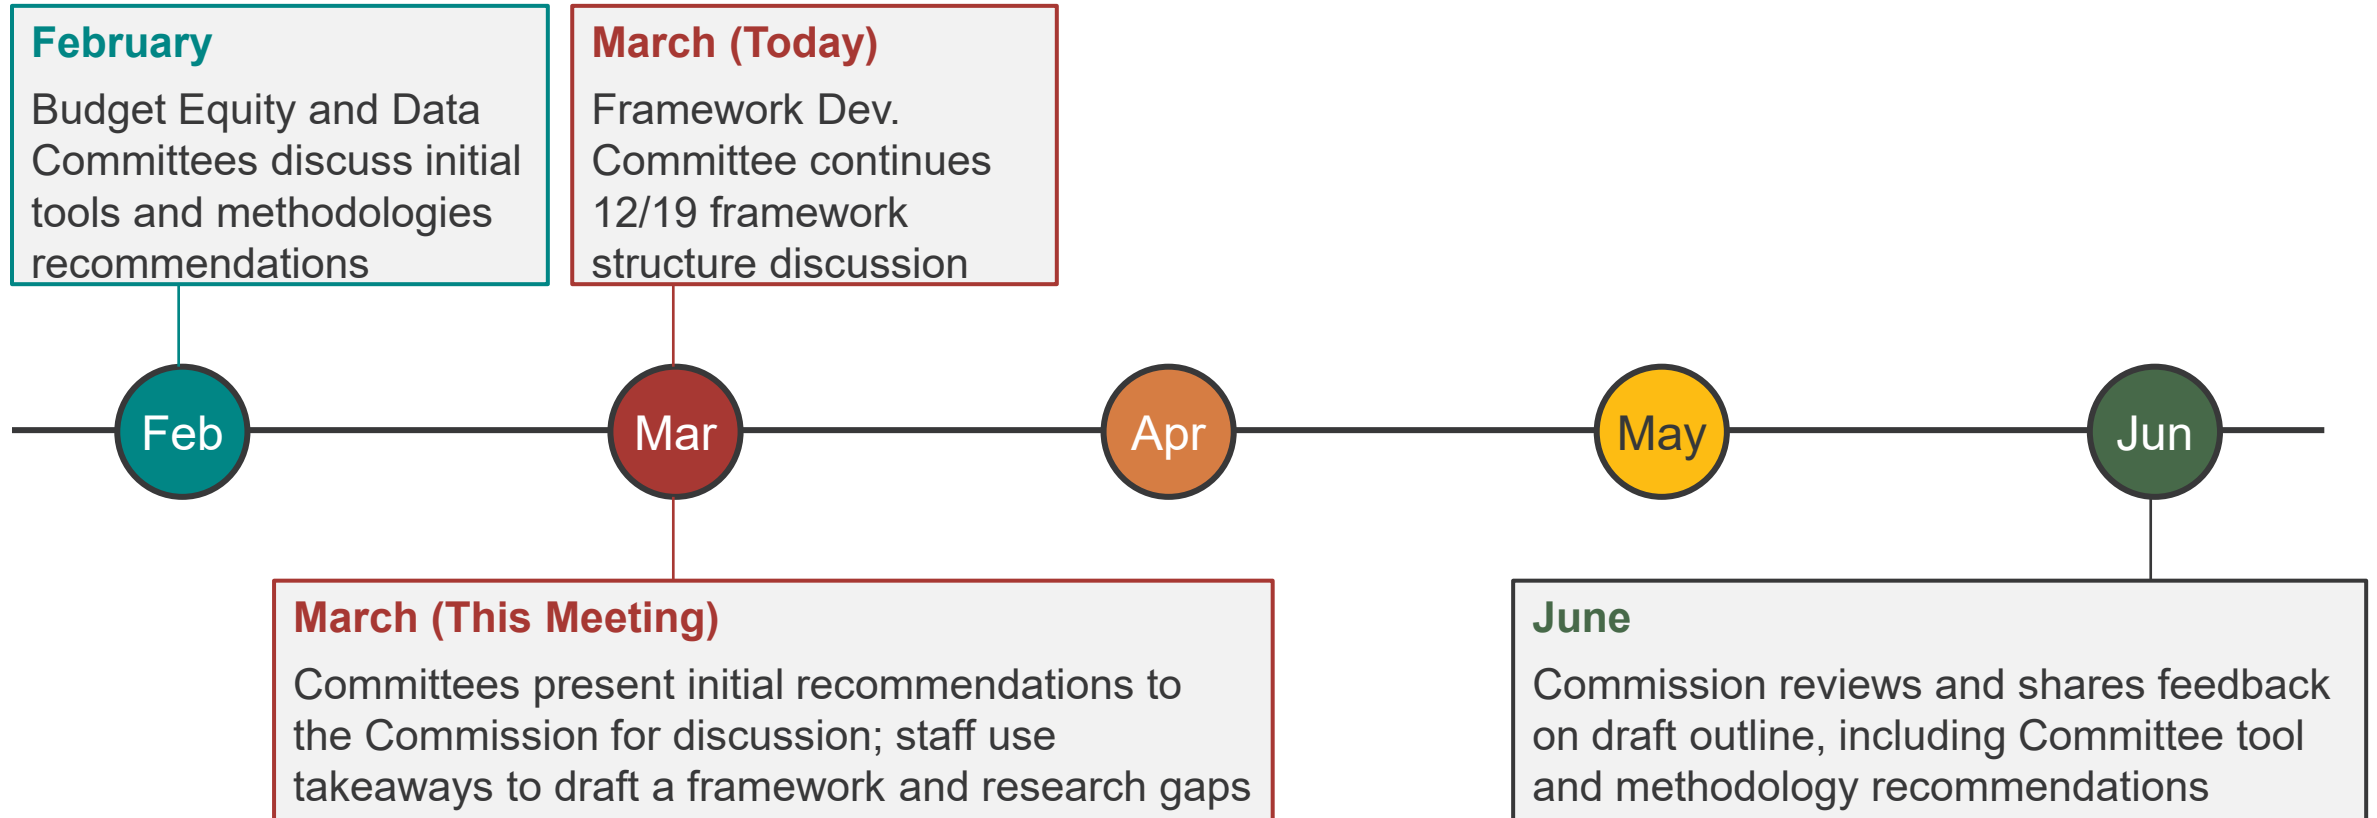 February
Budget Equity and Data
Committees discuss initial
tools and methodologies
recommendations
March (Today)
Framework Dev.
Committee continues
12/19 framework
structure discussion
Feb
Mar
Apr
May
Jun
March (This Meeting)
Committees present initial recommendations to
the Commission for discussion; staff use
takeaways to draft a framework and research gaps
June
Commission reviews and shares feedback
on draft outline, including Committee tool
and methodology recommendations